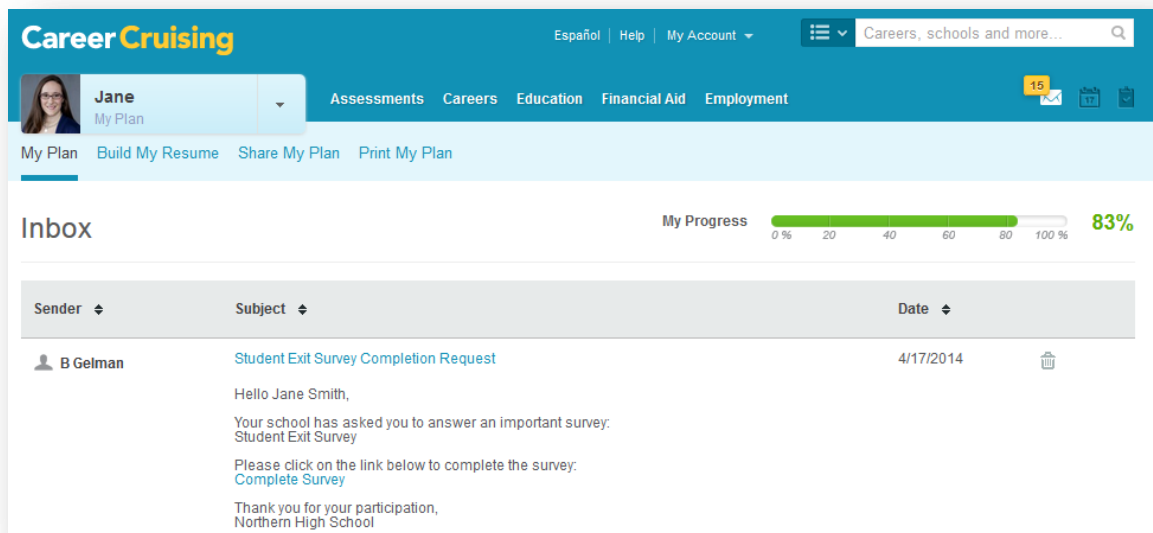 CareerCruising
Español | Help | My Account
Careers, schools and more...
Jane
My Plan
Assessments Careers Education Financial Aid Employment
15
17
My Plan Build My Resume Share My Plan Print My Plan
Inbox
My Progress
83%
0 % 20 40 60 80 100 %
Sender Subject Date
B Gelman
Student Exit Survey Completion Request
4/17/2014
Hello Jane Smith,
Your school has asked you to answer an important survey:
Student Exit Survey
Please click on the link below to complete the survey:
Complete Survey
Thank you for your participation,
Northern High School